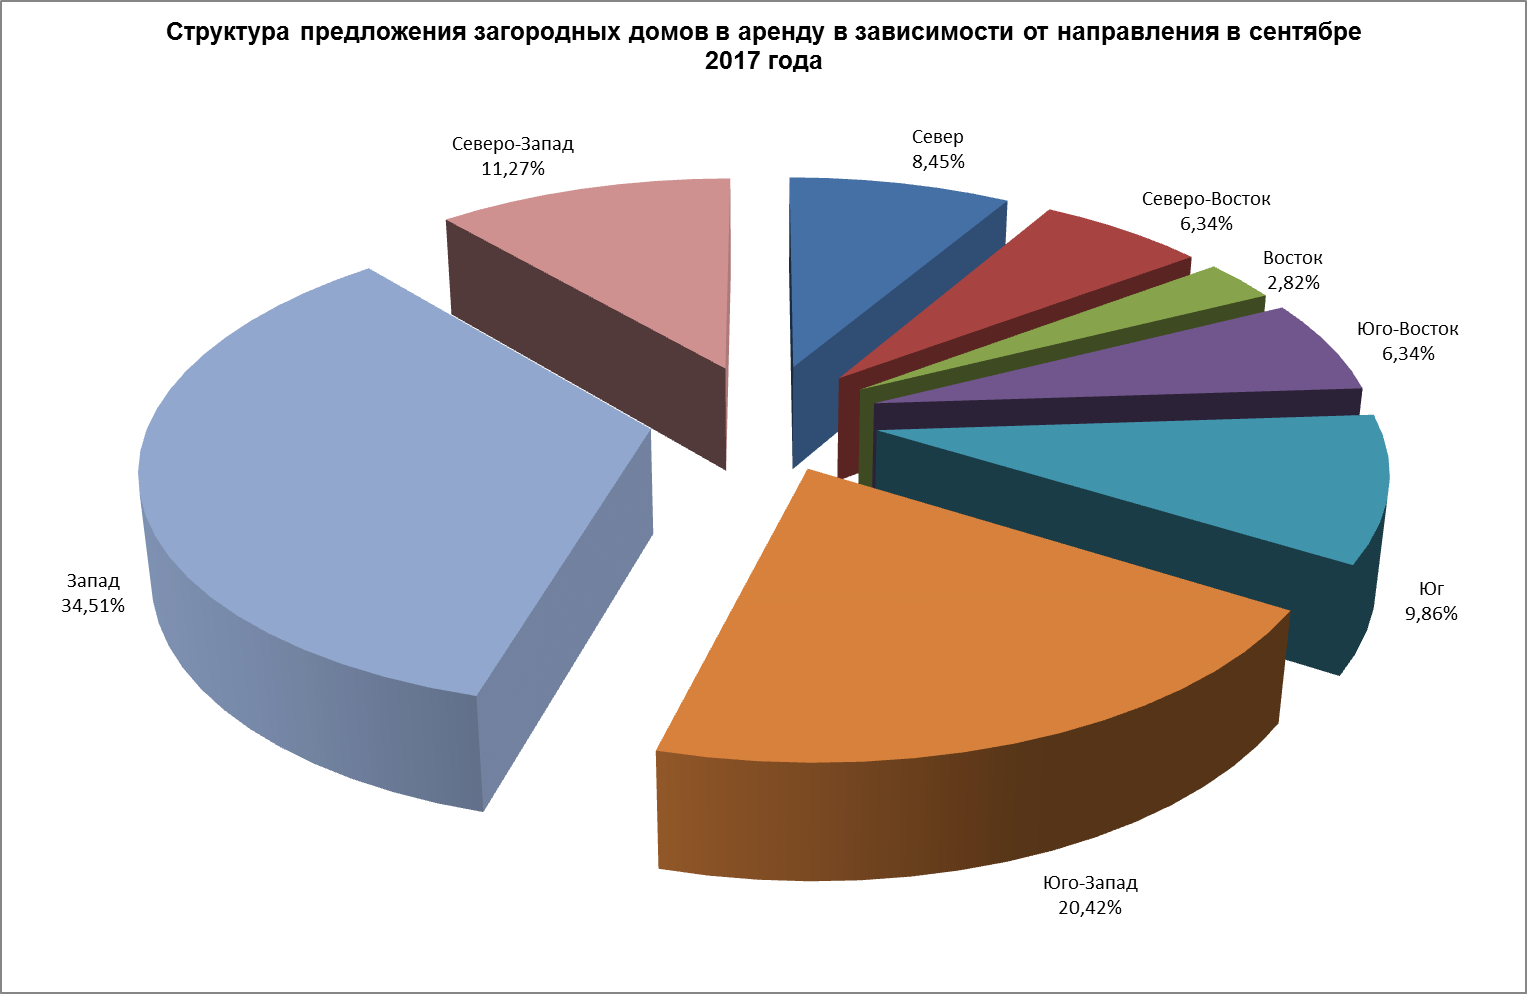 Структура предложения загородных домов в аренду в зависимости от направления в сентябре
2017 года
Северо-Запад
11,27%
Север
8,45%
Северо-Восток
6,34%
Восток
2,82%
Юго-Восток
6,34%
Юг
9,86%
Юго-Запад
20,42%
Запад
34,51%